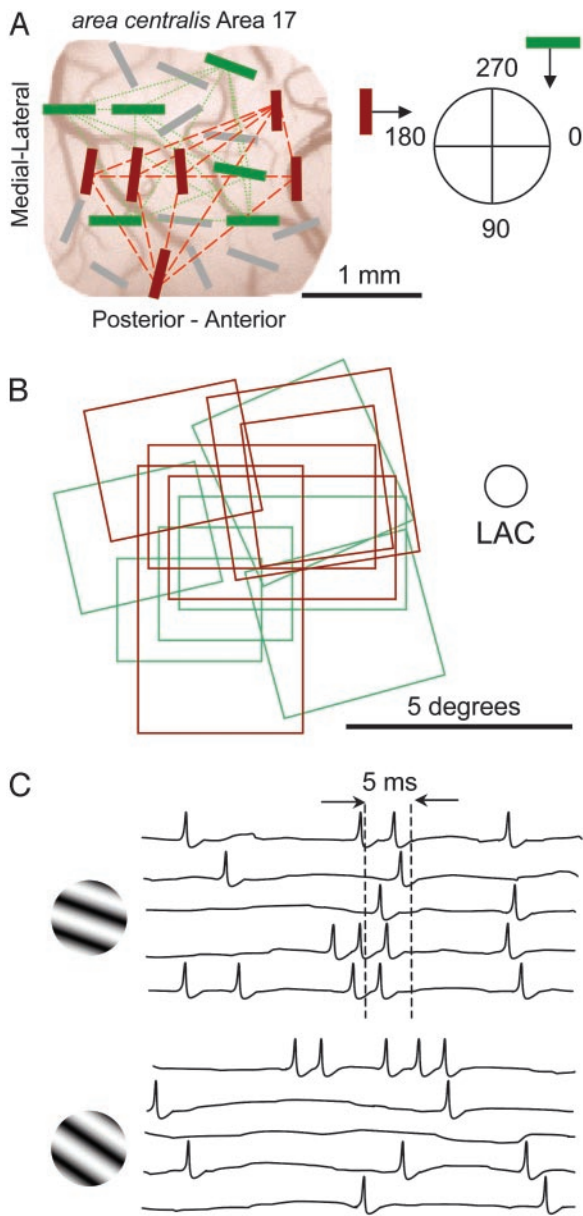 A
area centralis Area 17
Medial-Lateral
Posterior - Anterior
1 mm
270
180
0
90
B
LAC
5 degrees
C
5 ms